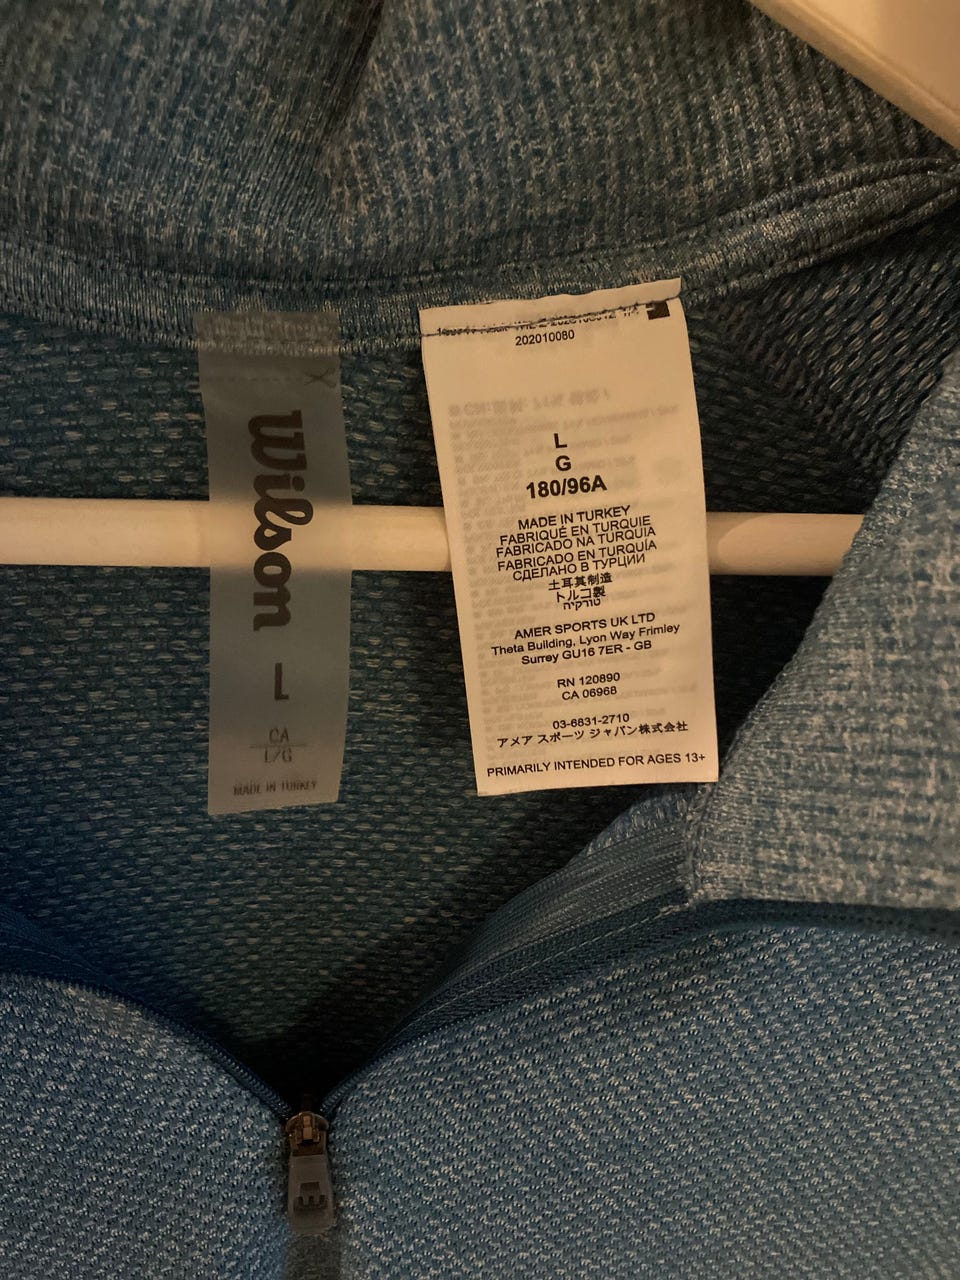 Wilson
L
CA
L/G
MADE IN TURKEY
202010080
L
G
180/96A
MADE IN TURKEY
FABRIQUÉ EN TURQUIE
FABRICADO NA TURQUIA
FABRICADO EN TURQUÍA
СДЕЛАНО В ТУРЦИИ
土耳其制造
トルコ製
טורקיה
AMER SPORTS UK LTD
Theta Building, Lyon Way Frimley
Surrey GU16 7ER - GB
RN 120890
CA 06968
03-6831-2710
アメア スポーツ ジャパン株式会社
PRIMARILY INTENDED FOR AGES 13+